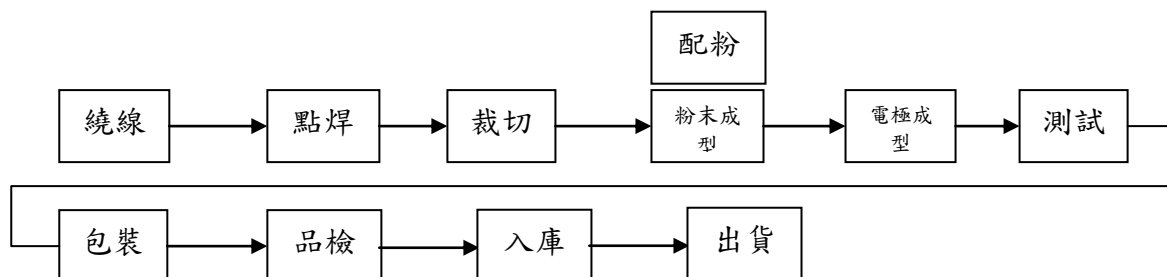 配粉
繞線
點焊
裁切
粉末成
型
電極成
型
測試
包裝
品檢
入庫
出貨